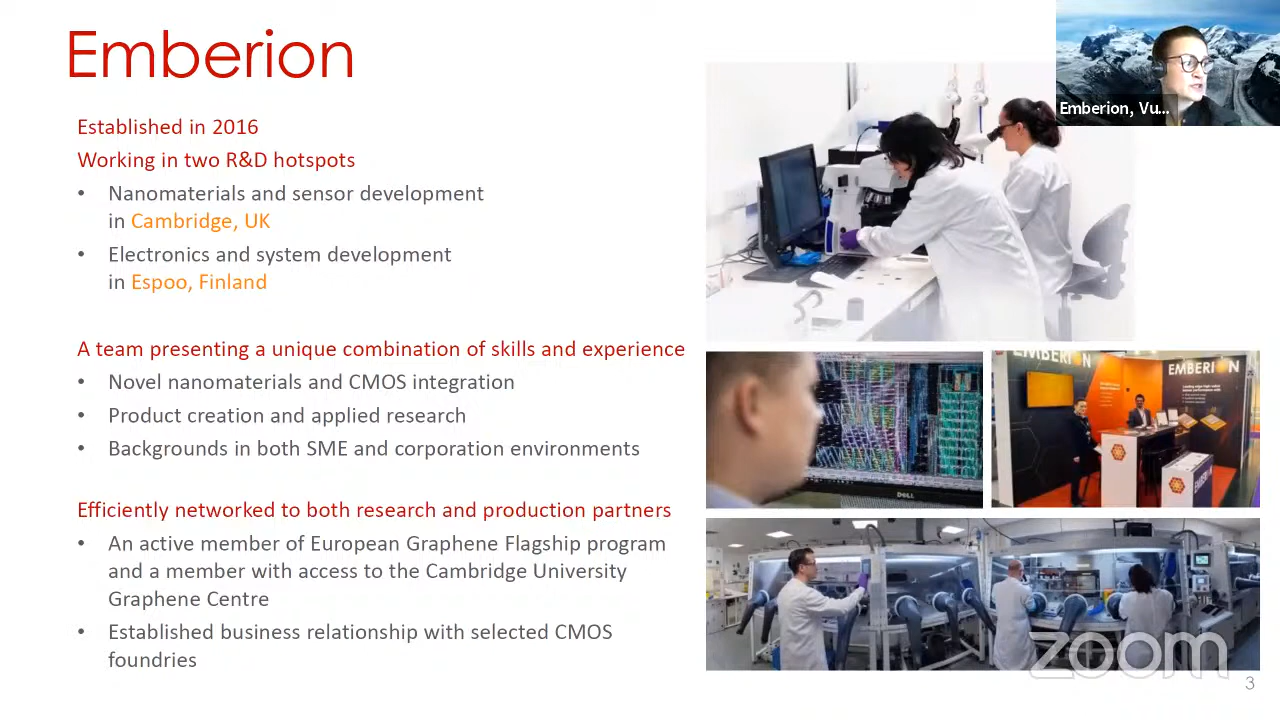 Emberion
Emberion, Vu...
Established in 2016
Working in two R&D hotspots
• Nanomaterials and sensor development
in Cambridge, UK
• Electronics and system development
in Espoo, Finland
A team presenting a unique combination of skills and experience
• Novel nanomaterials and CMOS integration
• Product creation and applied research
• Backgrounds in both SME and corporation environments
Efficiently networked to both research and production partners
• An active member of European Graphene Flagship program
and a member with access to the Cambridge University
Graphene Centre
• Established business relationship with selected CMOS
foundries
EMBERION
EMBERION
DELL
zoom
3